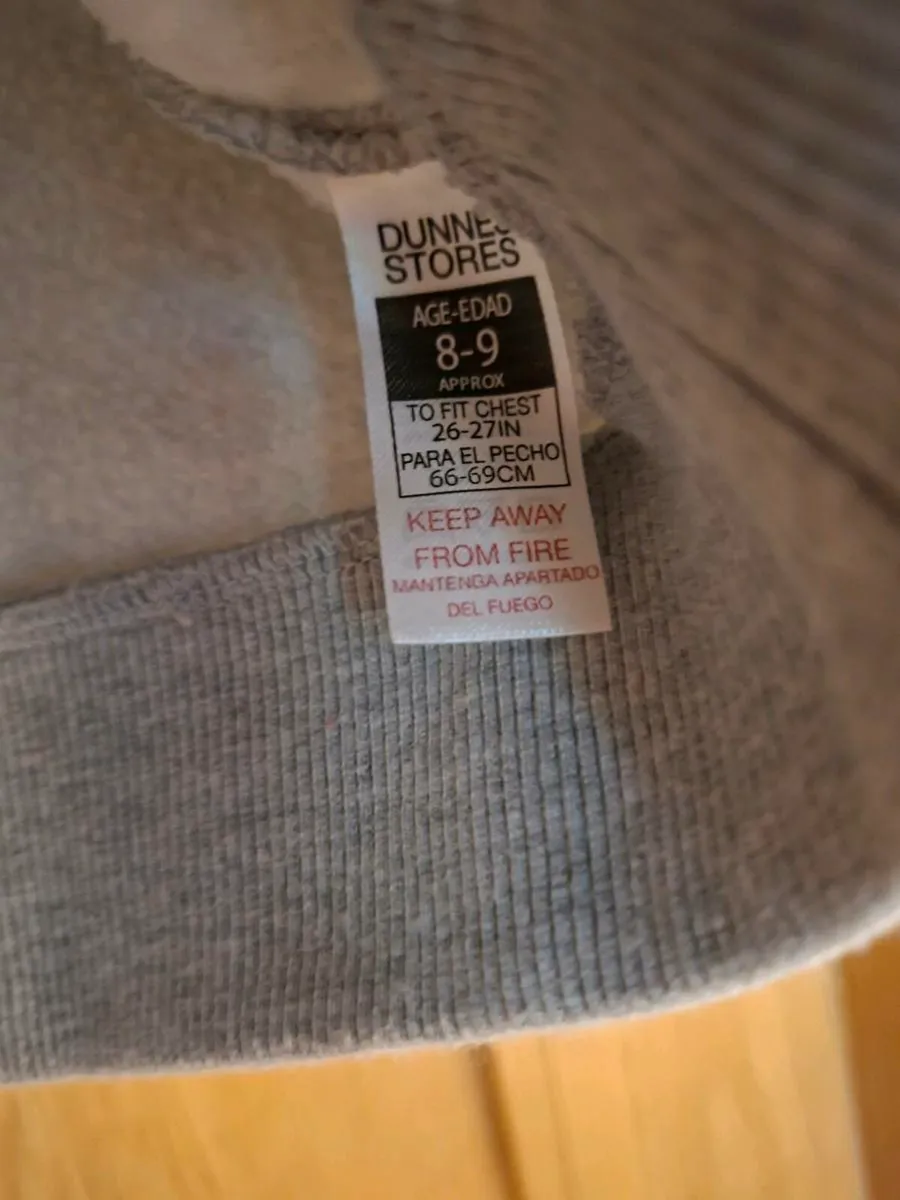 DUNNES
STORES
AGE-EDAD
8-9
APPROX
TO FIT CHEST
26-27IN
PARA EL PECHO
66-69CM
KEEP AWAY
FROM FIRE
MANTENGA APARTADO
DEL FUEGO